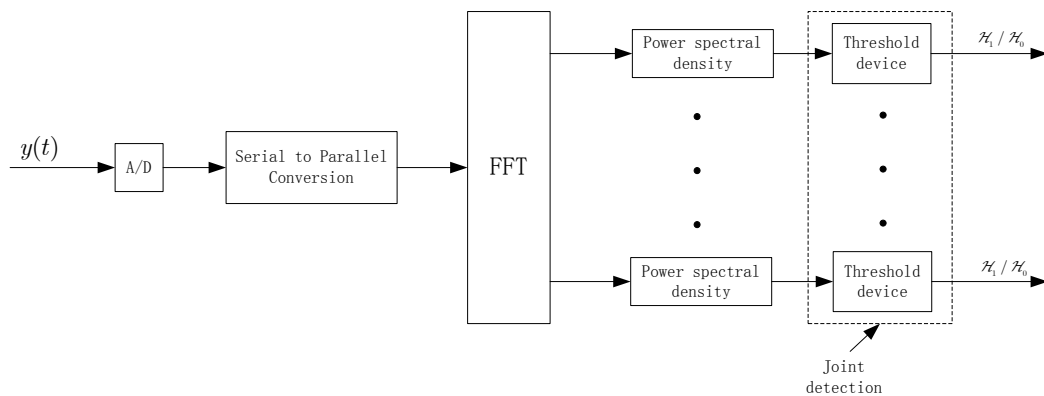 y(t)
A/D
Serial to Parallel
Conversion
FFT
Power spectral
density
Threshold
device
ℋ₁ / ℋ₀
Power spectral
density
Threshold
device
ℋ₁ / ℋ₀
Joint
detection